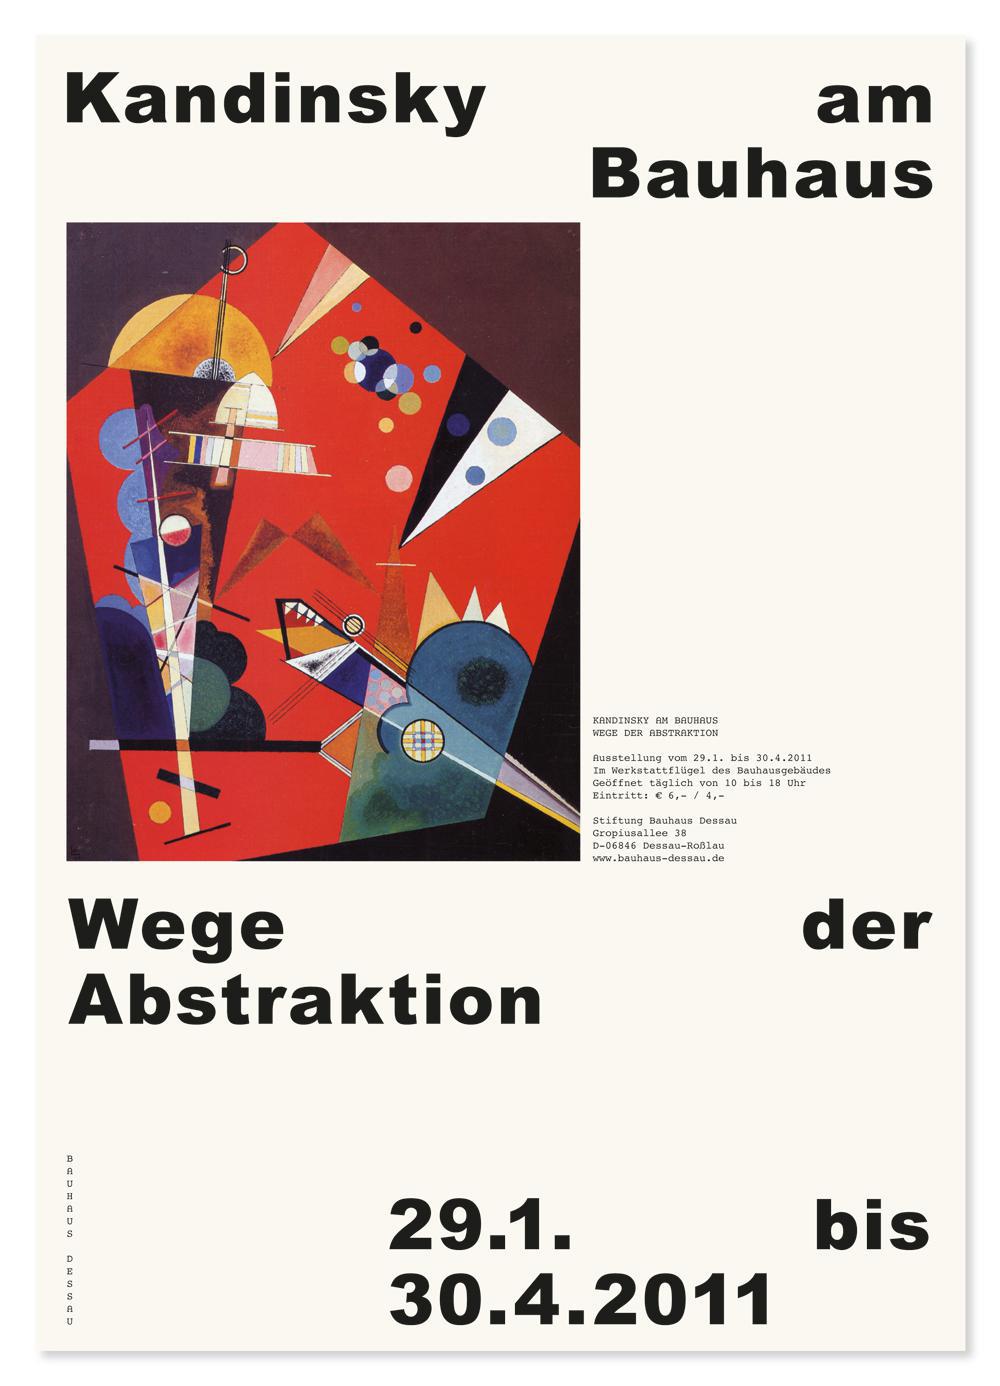 Kandinsky am
Bauhaus
KANDINSKY AM BAUHAUS
WEGE DER ABSTRAKTION
Ausstellung vom 29.1. bis 30.4.2011
Im Werkstattflügel des Bauhausgebäudes
Geöffnet täglich von 10 bis 18 Uhr
Eintritt: € 6,- / 4,-
Stiftung Bauhaus Dessau
Gropiusallee 38
D-06846 Dessau-Roßlau
www.bauhaus-dessau.de
Wege der
Abstraktion
BAUHAUS DESSAU
29.1. bis
30.4.2011